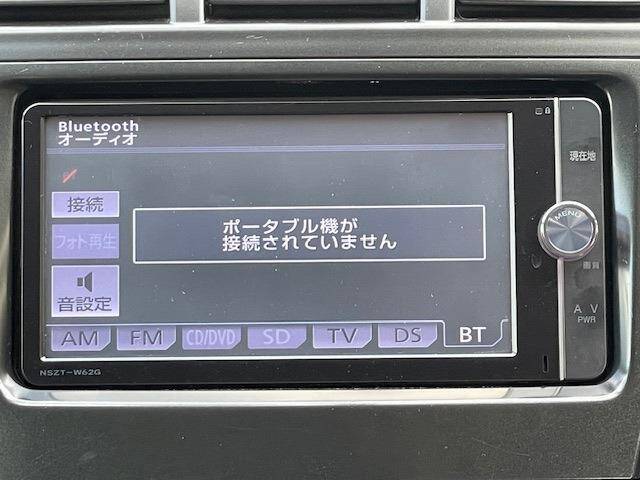 Bluetooth
オーディオ
接続
フォト再生
音設定
ポータブル機が
接続されていません
AM FM CD/DVD SD TV DS BT
NSZT-W62G
現在地
MENU
画質
A V
PWR